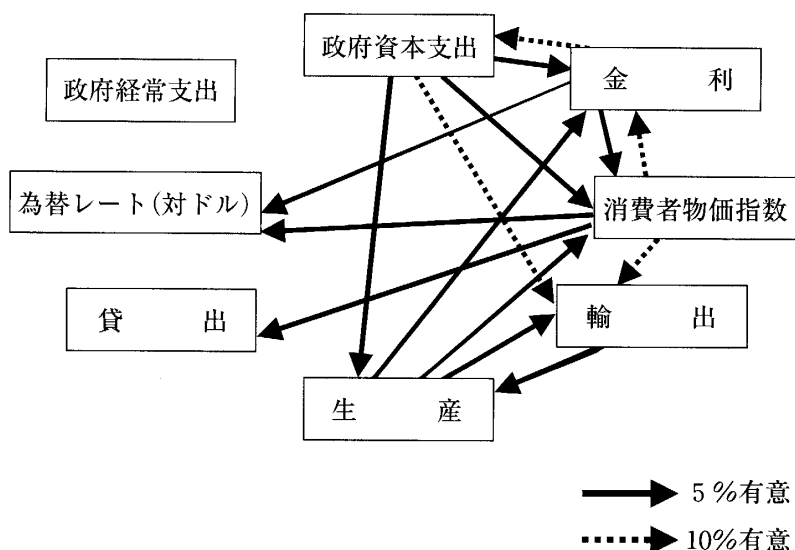 政府資本支出
金利
政府経常支出
為替レート(対ドル)
消費者物価指数
貸出
輸出
生産
5%有意
10%有意